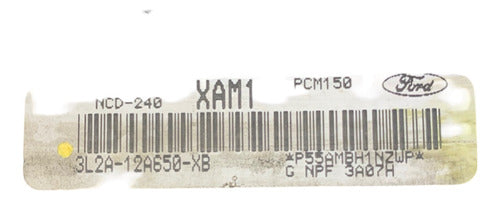 NCD-240 XAM1 PCM150 Ford
3L2A-12A650-XB *P55AMBH1NZWP*
G NPF 3A07H